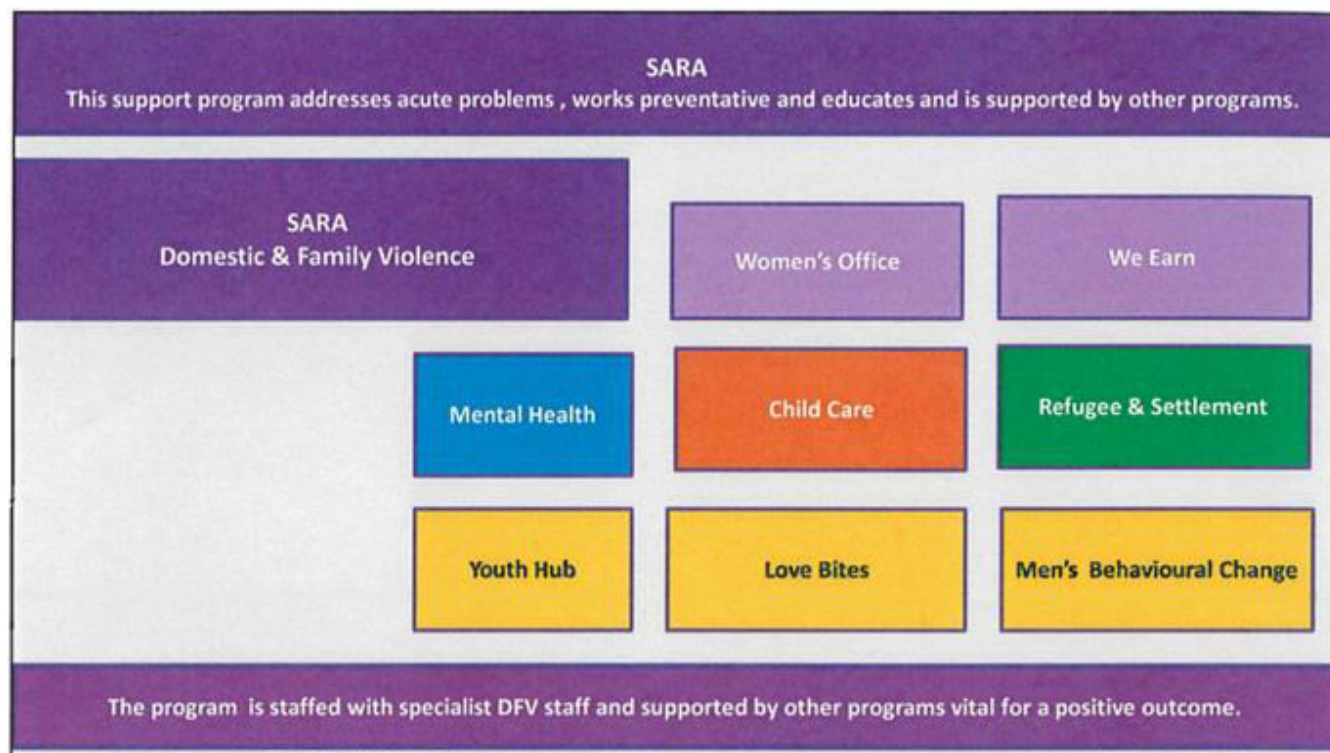 SARA
This support program addresses acute problems , works preventative and educates and is supported by other programs.
SARA
Domestic & Family Violence
Women's Office
We Earn
Mental Health
Child Care
Refugee & Settlement
Youth Hub
Love Bites
Men's Behavioural Change
The program is staffed with specialist DFV staff and supported by other programs vital for a positive outcome.